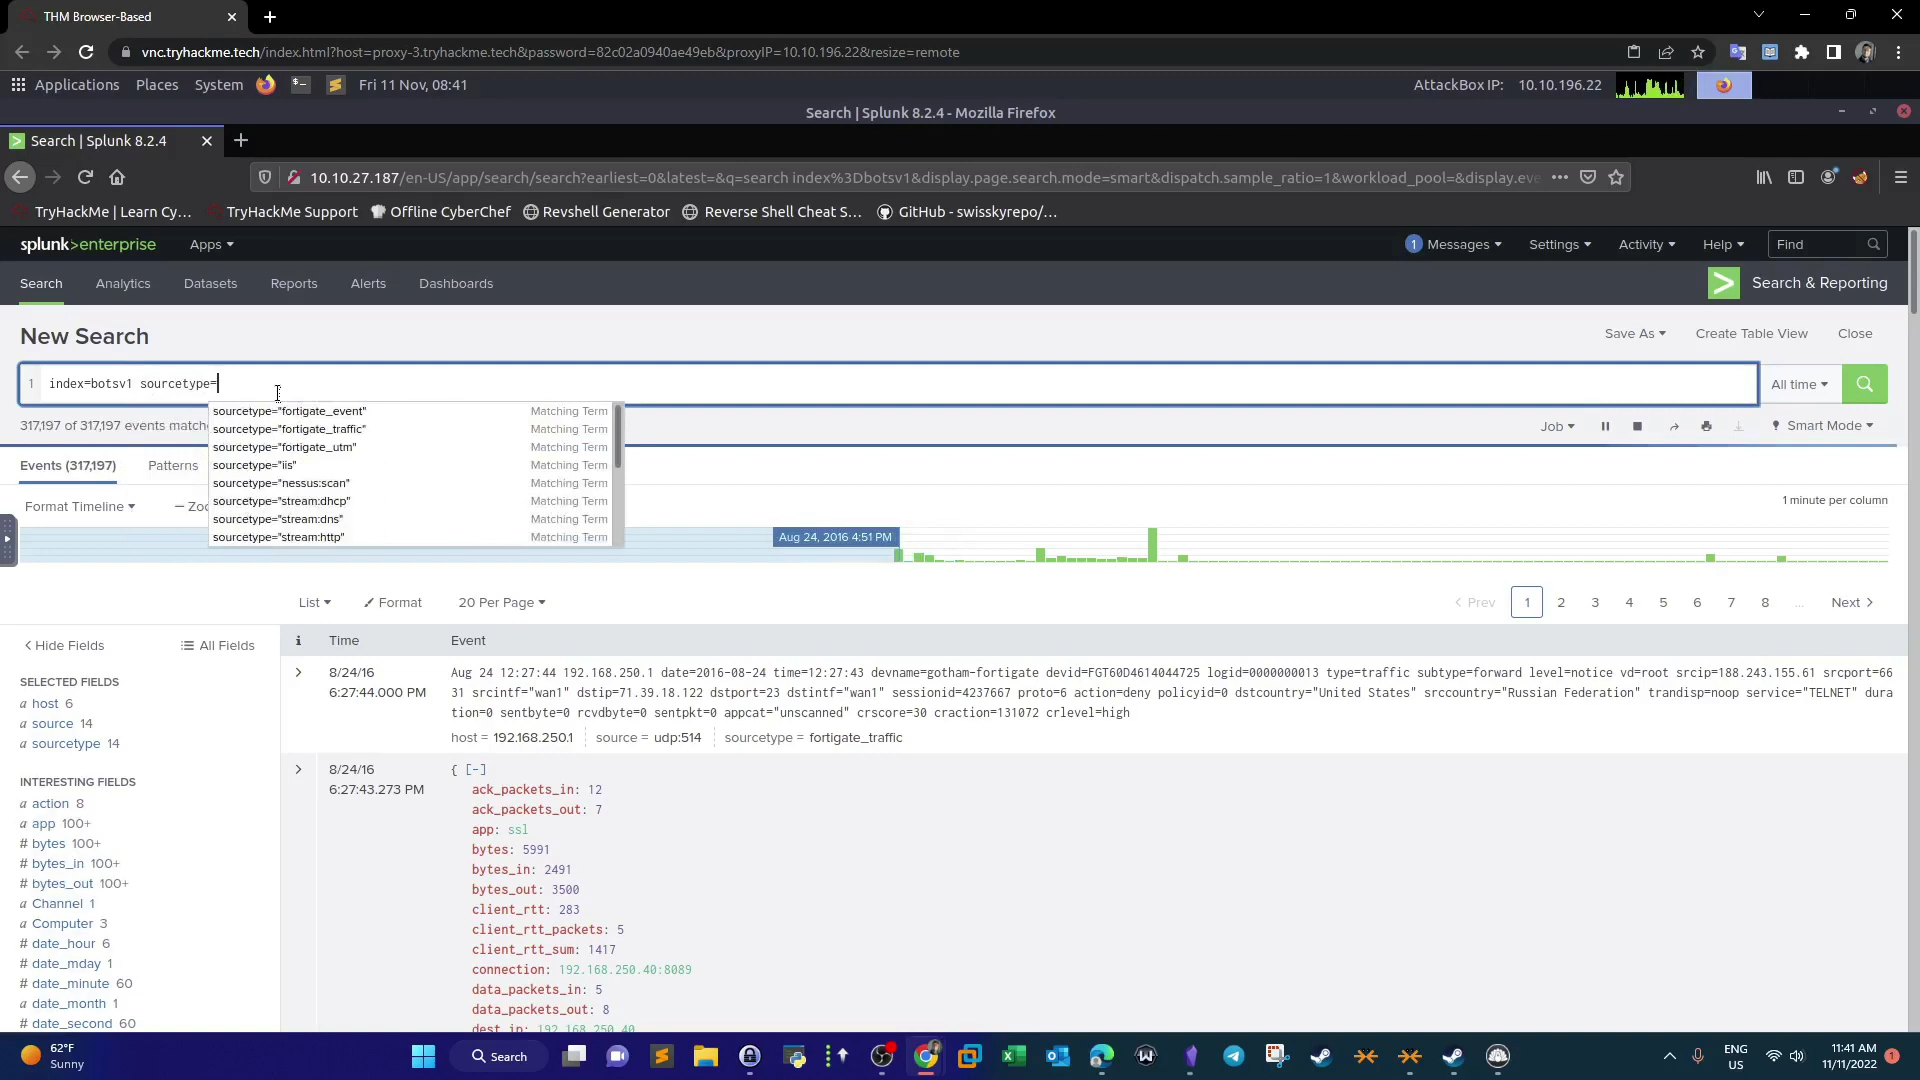 THM Browser-Based
vnc.tryhackme.tech/index.html?host=proxy-3.tryhackme.tech&password=82c02a0940ae49eb&proxyIP=10.10.196.22&resize=remote
Applications Places System Fri 11 Nov, 08:41 AttackBox IP: 10.10.196.22
Search | Splunk 8.2.4 - Mozilla Firefox
Search | Splunk 8.2.4
10.10.27.187/en-US/app/search/search?earliest=0&latest=&q=search index%3Dbotsv1&display.page.search.mode=smart&dispatch.sample_ratio=1&workload_pool=&display.eve
TryHackMe | Learn Cy… TryHackMe Support Offline CyberChef Revshell Generator Reverse Shell Cheat S… GitHub - swisskyrepo/…
splunk>enterprise Apps 1 Messages Settings Activity Help Find
Search Analytics Datasets Reports Alerts Dashboards > Search & Reporting
New Search Save As Create Table View Close
1 index=botsv1 sourcetype= All time
sourcetype="fortigate_event" Matching Term
317,197 of 317,197 events match Job Smart Mode
sourcetype="fortigate_traffic" Matching Term
sourcetype="fortigate_utm" Matching Term
Events (317,197) Patterns
sourcetype="iis" Matching Term
sourcetype="nessus:scan" Matching Term
sourcetype="stream:dhcp" Matching Term
1 minute per column
Format Timeline — Zoo
sourcetype="stream:dns" Matching Term
sourcetype="stream:http" Matching Term
Aug 24, 2016 4:51 PM
List Format 20 Per Page < Prev 1 2 3 4 5 6 7 8 ... Next >
< Hide Fields All Fields
i Time Event
SELECTED FIELDS
a host 6
a source 14
a sourcetype 14
INTERESTING FIELDS
a action 8
a app 100+
# bytes 100+
# bytes_in 100+
# bytes_out 100+
a Channel 1
a Computer 3
# date_hour 6
# date_mday 1
# date_minute 60
a date_month 1
# date_second 60
8/24/16
6:27:44.000 PM
Aug 24 12:27:44 192.168.250.1 date=2016-08-24 time=12:27:43 devname=gotham-fortigate devid=FGT60D4614044725 logid=0000000013 type=traffic subtype=forward level=notice vd=root srcip=188.243.155.61 srcport=66
31 srcintf="wan1" dstip=71.39.18.122 dstport=23 dstintf="wan1" sessionid=4237667 proto=6 action=deny policyid=0 dstcountry="United States" srccountry="Russian Federation" trandisp=noop service="TELNET" dura
tion=0 sentbyte=0 rcvdbyte=0 sentpkt=0 appcat="unscanned" crscore=30 craction=131072 crlevel=high
host = 192.168.250.1 source = udp:514 sourcetype = fortigate_traffic
8/24/16
6:27:43.273 PM
{ [-]
ack_packets_in: 12
ack_packets_out: 7
app: ssl
bytes: 5991
bytes_in: 2491
bytes_out: 3500
client_rtt: 283
client_rtt_packets: 5
client_rtt_sum: 1417
connection: 192.168.250.40:8089
data_packets_in: 5
data_packets_out: 8
dest_ip: 192.168.250.40
62°F
Sunny
Search
ENG
US
11:41 AM
11/11/2022
1